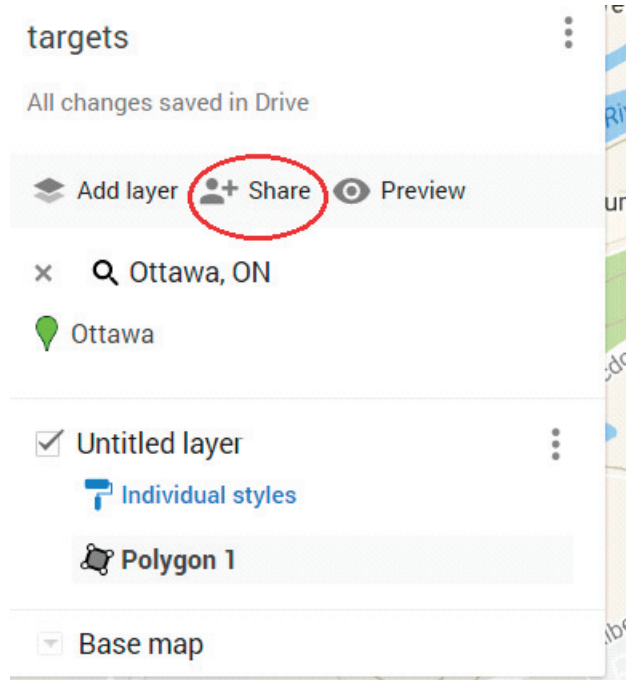 targets
All changes saved in Drive
Add layer Share Preview
Ottawa, ON
Ottawa
Untitled layer
Individual styles
Polygon 1
Base map